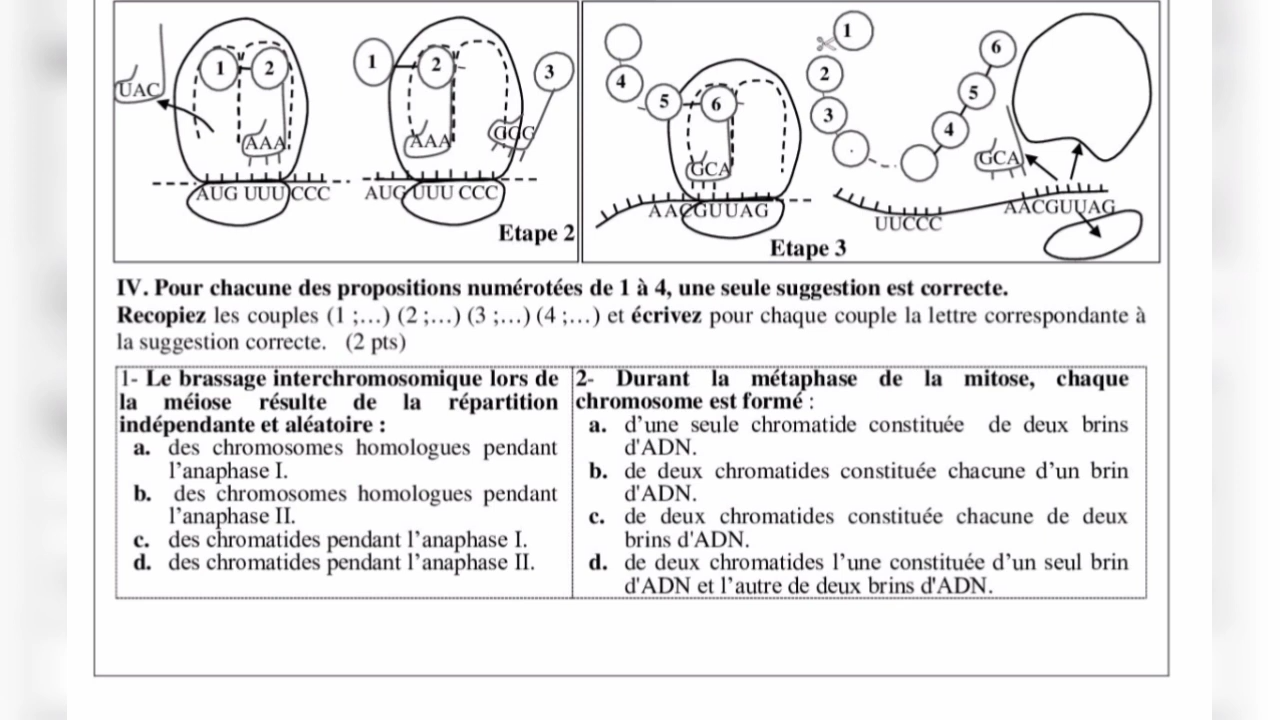 1 2
UAC
AAA
AUG UUU CCC
1 2 3
AAA GGG
AUG UUU CCC
Etape 2
4 5 6
GCA
AACGUUAG
Etape 3
1 2 3 4 5 6
GCA
UUCCC AACGUUAG
IV. Pour chacune des propositions numérotées de 1 à 4, une seule suggestion est correcte.
Recopiez les couples (1 ;...) (2 ;...) (3 ;...) (4 ;...) et écrivez pour chaque couple la lettre correspondante à
la suggestion correcte. (2 pts)
1- Le brassage interchromosomique lors de
la méiose résulte de la répartition
indépendante et aléatoire :
a. des chromosomes homologues pendant
l'anaphase I.
b. des chromosomes homologues pendant
l'anaphase II.
c. des chromatides pendant l'anaphase I.
d. des chromatides pendant l'anaphase II.
2- Durant la métaphase de la mitose, chaque
chromosome est formé :
a. d'une seule chromatide constituée de deux brins
d'ADN.
b. de deux chromatides constituée chacune d'un brin
d'ADN.
c. de deux chromatides constituée chacune de deux
brins d'ADN.
d. de deux chromatides l'une constituée d'un seul brin
d'ADN et l'autre de deux brins d'ADN.